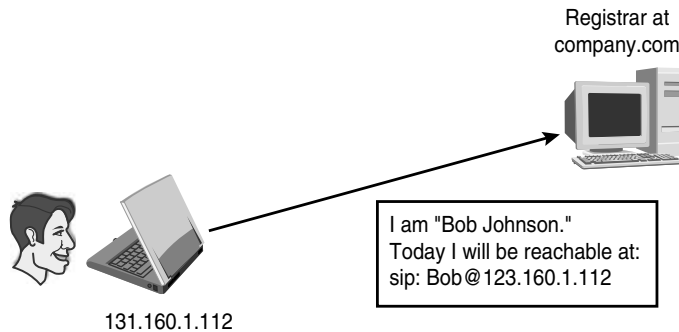 Registrar at
company.com
I am "Bob Johnson."
Today I will be reachable at:
sip: Bob@123.160.1.112
131.160.1.112